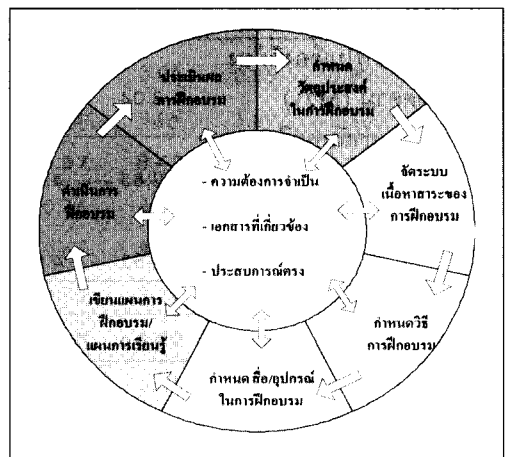 ประเมินผล
การฝึกอบรม
กำหนด
วัตถุประสงค์
ในการฝึกอบรม
จัดระบบ
เนื้อหาสาระของ
การฝึกอบรม
กำหนดวิธี
การฝึกอบรม
กำหนด สื่อ/อุปกรณ์
ในการฝึกอบรม
เขียนแผนการ
ฝึกอบรม/
แผนการเรียนรู้
ดำเนินการ
ฝึกอบรม
- ความต้องการจำเป็น
- เอกสารที่เกี่ยวข้อง
- ประสบการณ์ตรง